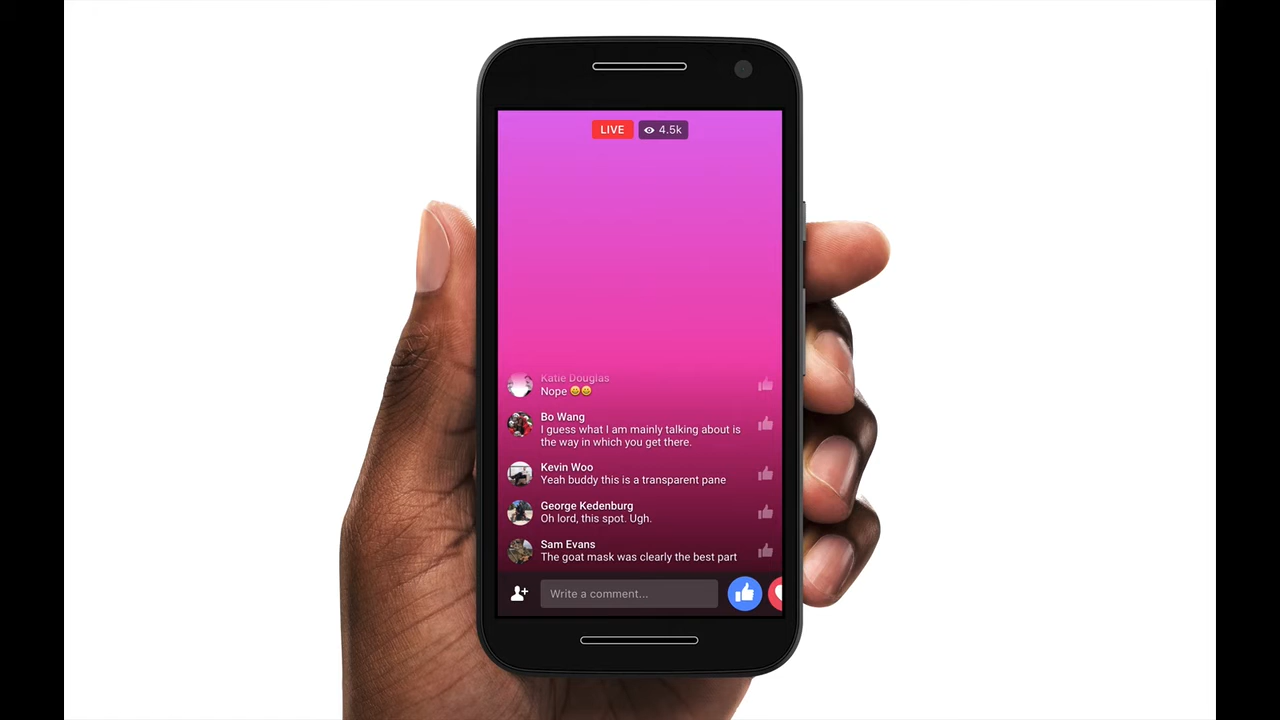 LIVE 4.5k
Katie Douglas
Nope 😄😄
Bo Wang
I guess what I am mainly talking about is
the way in which you get there.
Kevin Woo
Yeah buddy this is a transparent pane
George Kedenburg
Oh lord, this spot. Ugh.
Sam Evans
The goat mask was clearly the best part
Write a comment...